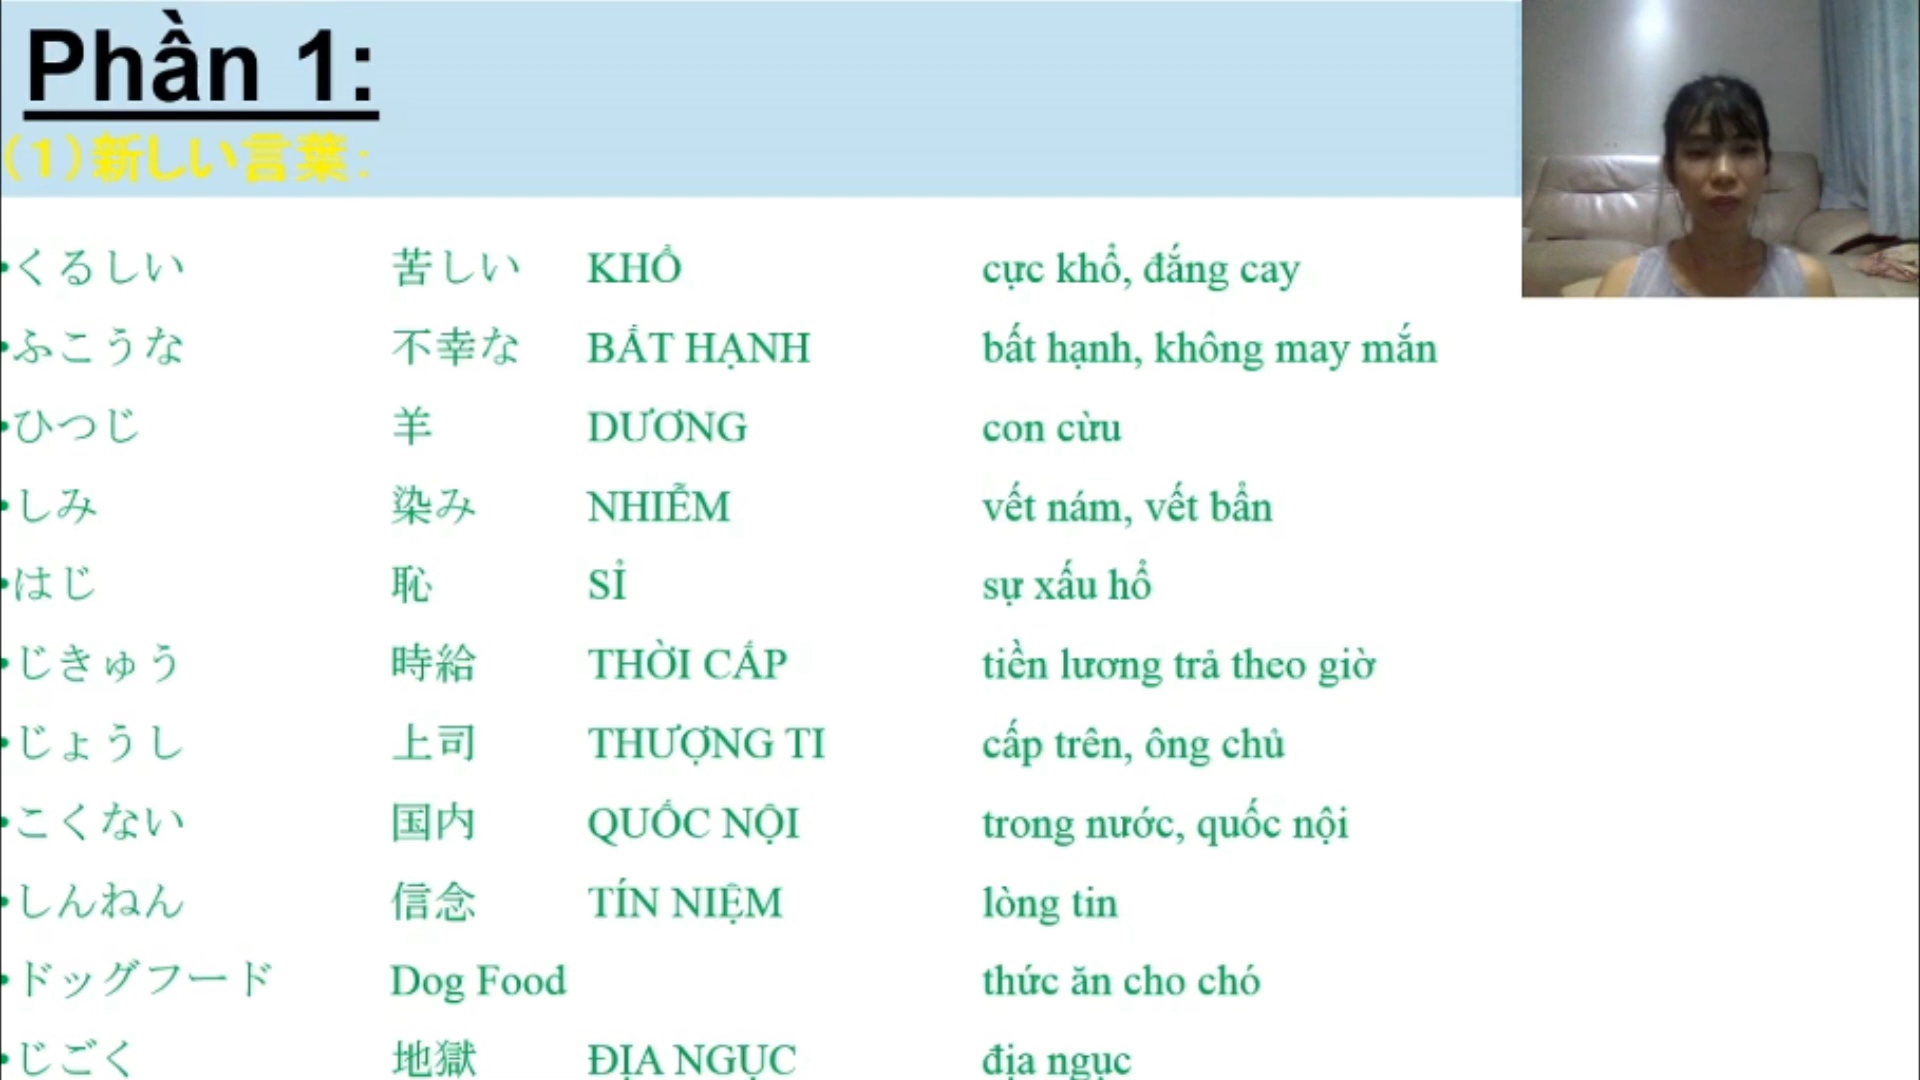 Phần 1:
（1）新しい言葉：
•くるしい 苦しい KHỔ cực khổ, đắng cay
•ふこうな 不幸な BẤT HẠNH bất hạnh, không may mắn
•ひつじ 羊 DƯƠNG con cừu
•しみ 染み NHIỄM vết nám, vết bẩn
•はじ 恥 SỈ sự xấu hổ
•じきゅう 時給 THỜI CẤP tiền lương trả theo giờ
•じょうし 上司 THƯỢNG TI cấp trên, ông chủ
•こくない 国内 QUỐC NỘI trong nước, quốc nội
•しんねん 信念 TÍN NIỆM lòng tin
•ドッグフード Dog Food thức ăn cho chó
•じごく 地獄 ĐỊA NGỤC địa ngục